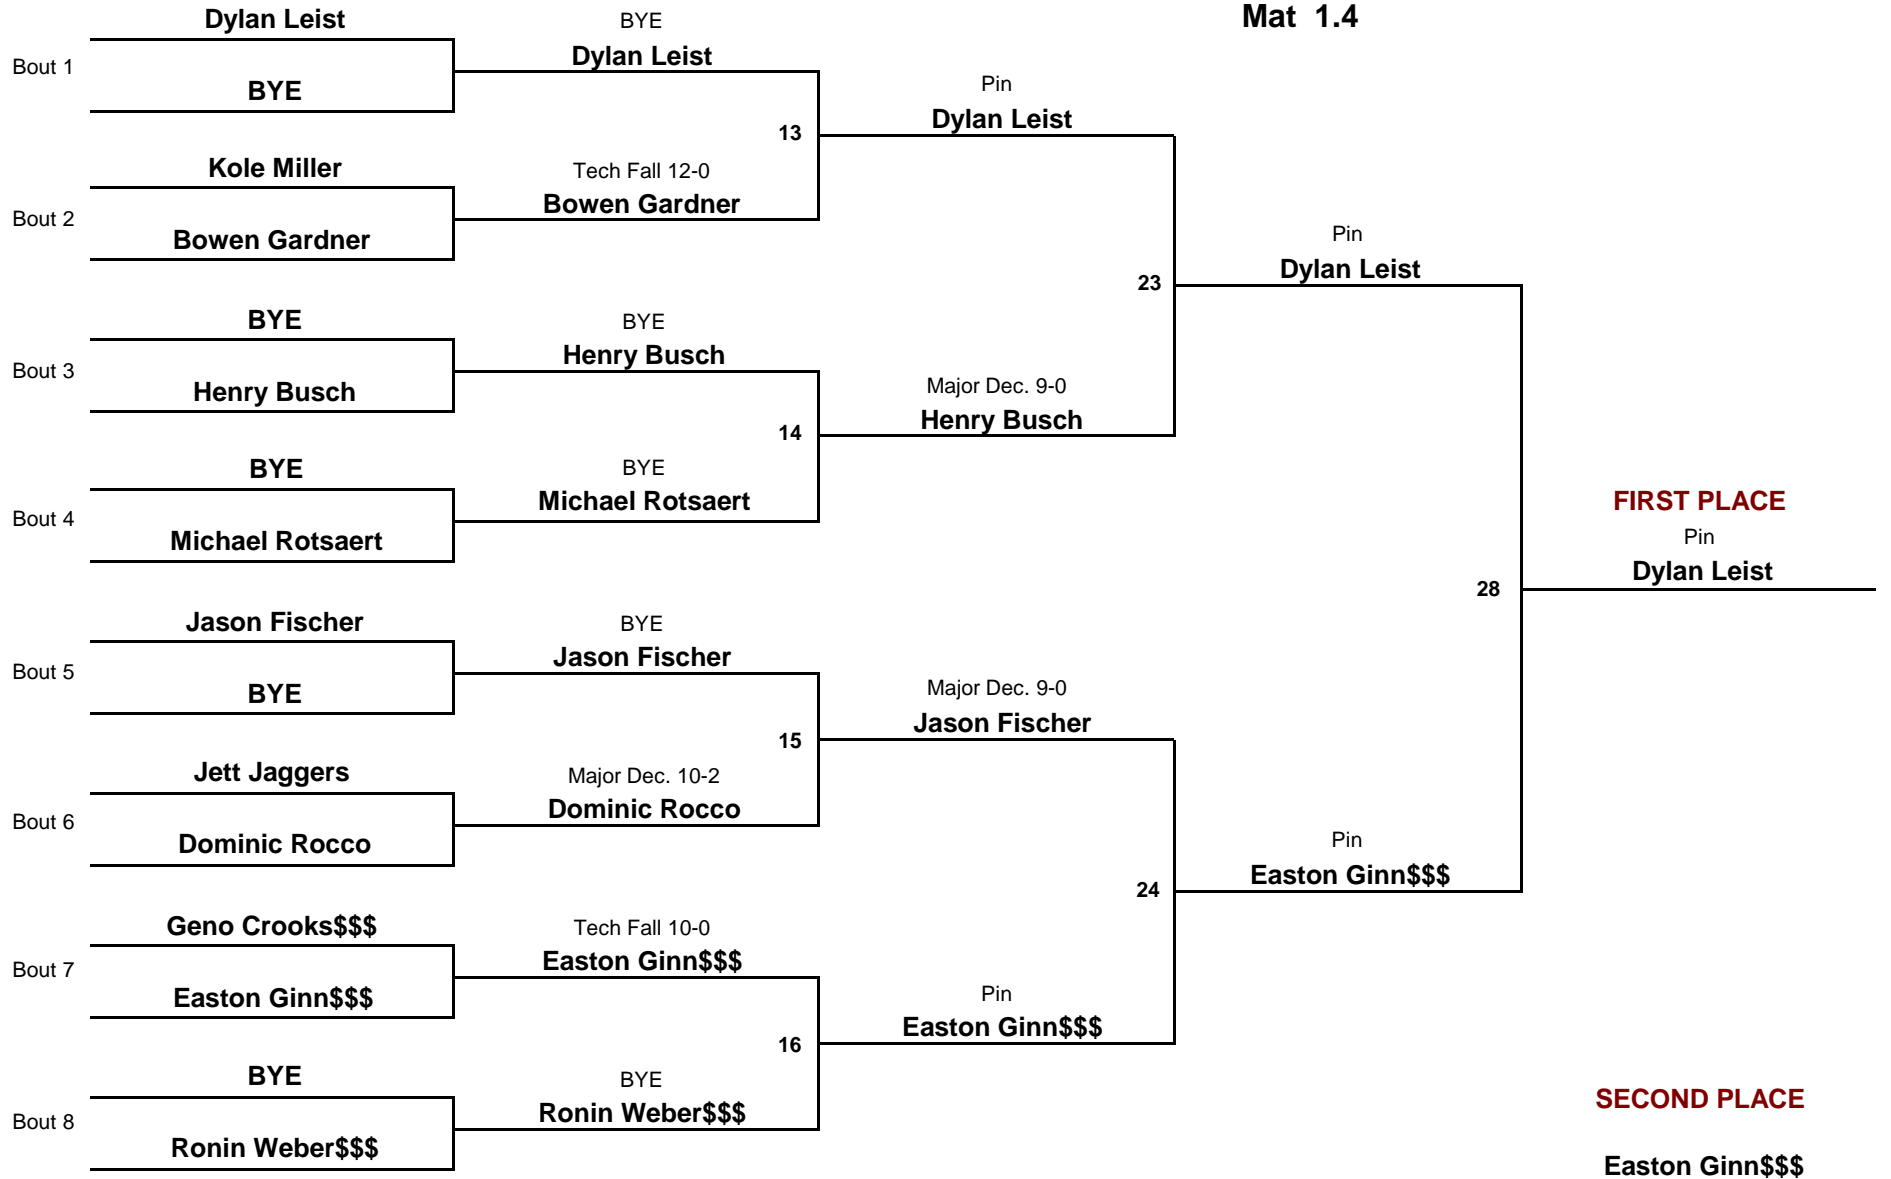 Mat 1.4
Dylan Leist
Bout 1
BYE
Kole Miller
Bout 2
Bowen Gardner
BYE
Bout 3
Henry Busch
BYE
Bout 4
Michael Rotsaert
Jason Fischer
Bout 5
BYE
Jett Jaggers
Bout 6
Dominic Rocco
Geno Crooks$$$
Bout 7
Easton Ginn$$$
BYE
Bout 8
Ronin Weber$$$
BYE
Dylan Leist
13
Tech Fall 12-0
Bowen Gardner
BYE
Henry Busch
14
BYE
Michael Rotsaert
BYE
Jason Fischer
15
Major Dec. 10-2
Dominic Rocco
Tech Fall 10-0
Easton Ginn$$$
16
BYE
Ronin Weber$$$
Pin
Dylan Leist
23
Major Dec. 9-0
Henry Busch
Major Dec. 9-0
Jason Fischer
24
Pin
Easton Ginn$$$
Pin
Dylan Leist
28
Pin
Easton Ginn$$$
FIRST PLACE
Pin
Dylan Leist
SECOND PLACE
Easton Ginn$$$